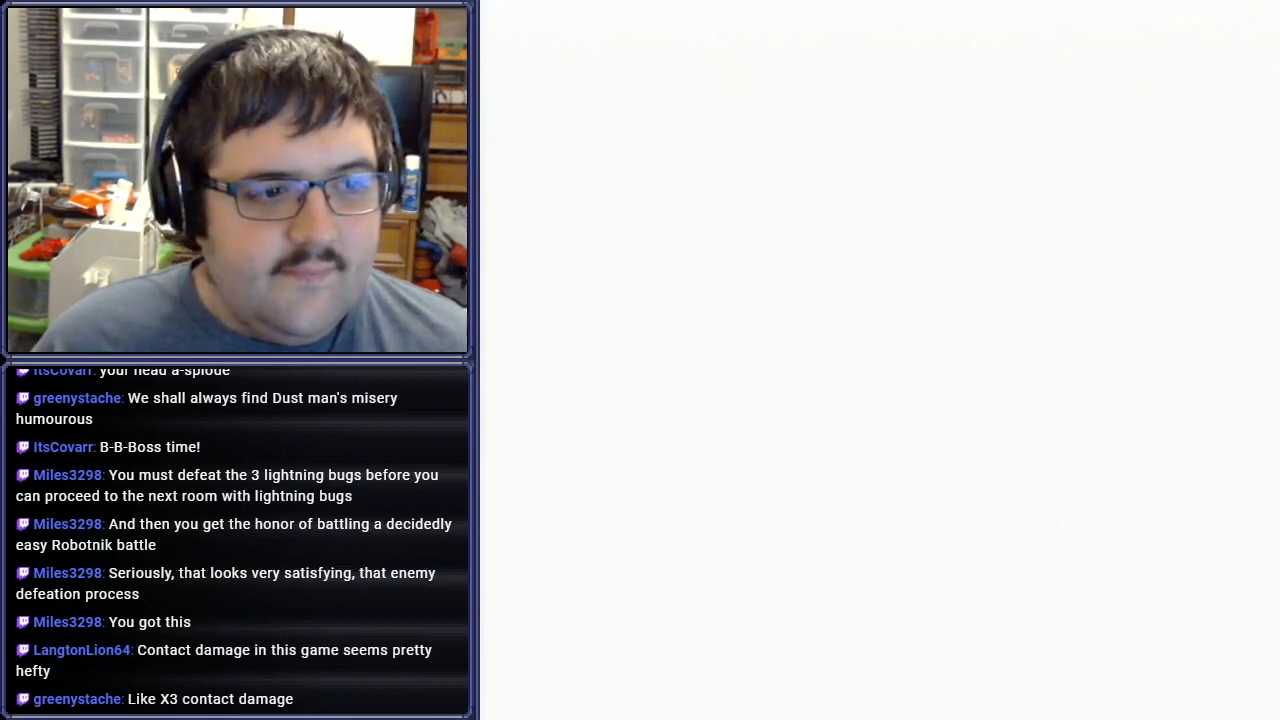 ItsCovarr: your head a-splode
greenystache: We shall always find Dust man's misery
humourous
ItsCovarr: B-B-Boss time!
Miles3298: You must defeat the 3 lightning bugs before you
can proceed to the next room with lightning bugs
Miles3298: And then you get the honor of battling a decidedly
easy Robotnik battle
Miles3298: Seriously, that looks very satisfying, that enemy
defeation process
Miles3298: You got this
LangtonLion64: Contact damage in this game seems pretty
hefty
greenystache: Like X3 contact damage